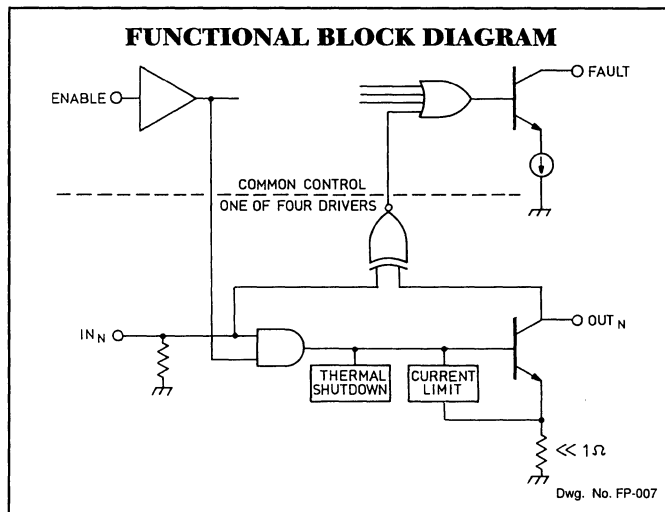 FUNCTIONAL BLOCK DIAGRAM
ENABLE
FAULT
COMMON CONTROL
ONE OF FOUR DRIVERS
IN N
OUT N
THERMAL
SHUTDOWN
CURRENT
LIMIT
<< 1Ω
Dwg. No. FP-007